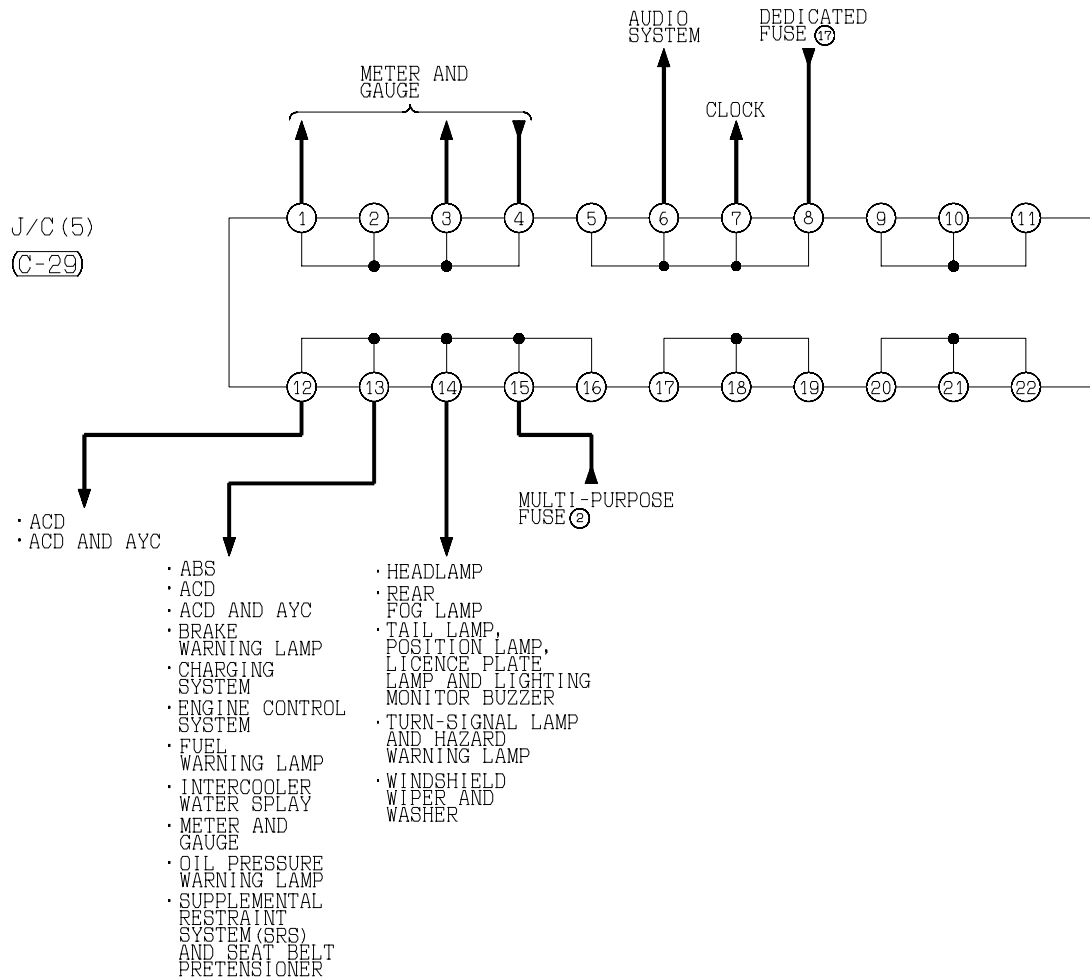 AUDIO
SYSTEM
DEDICATED
FUSE 17
METER AND
GAUGE
CLOCK
J/C(5)
C-29
1 2 3 4 5 6 7 8 9 10 11
12 13 14 15 16 17 18 19 20 21 22
MULTI-PURPOSE
FUSE 2
· ACD
· ACD AND AYC
· ABS
· ACD
· ACD AND AYC
· BRAKE
WARNING LAMP
· CHARGING
SYSTEM
· ENGINE CONTROL
SYSTEM
· FUEL
WARNING LAMP
· INTERCOOLER
WATER SPLAY
· METER AND
GAUGE
· OIL PRESSURE
WARNING LAMP
· SUPPLEMENTAL
RESTRAINT
SYSTEM(SRS)
AND SEAT BELT
PRETENSIONER
· HEADLAMP
· REAR
FOG LAMP
· TAIL LAMP,
POSITION LAMP,
LICENCE PLATE
LAMP AND LIGHTING
MONITOR BUZZER
· TURN-SIGNAL LAMP
AND HAZARD
WARNING LAMP
· WINDSHIELD
WIPER AND
WASHER